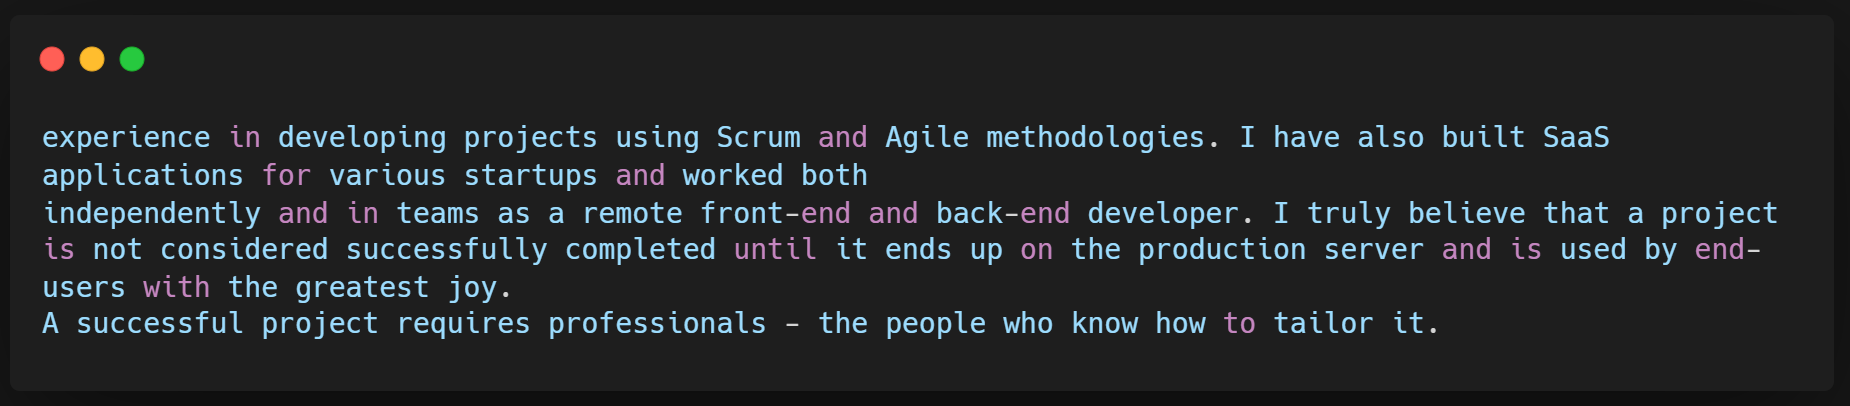 experience in developing projects using Scrum and Agile methodologies. I have also built SaaS
applications for various startups and worked both
independently and in teams as a remote front-end and back-end developer. I truly believe that a project
is not considered successfully completed until it ends up on the production server and is used by end-
users with the greatest joy.
A successful project requires professionals - the people who know how to tailor it.